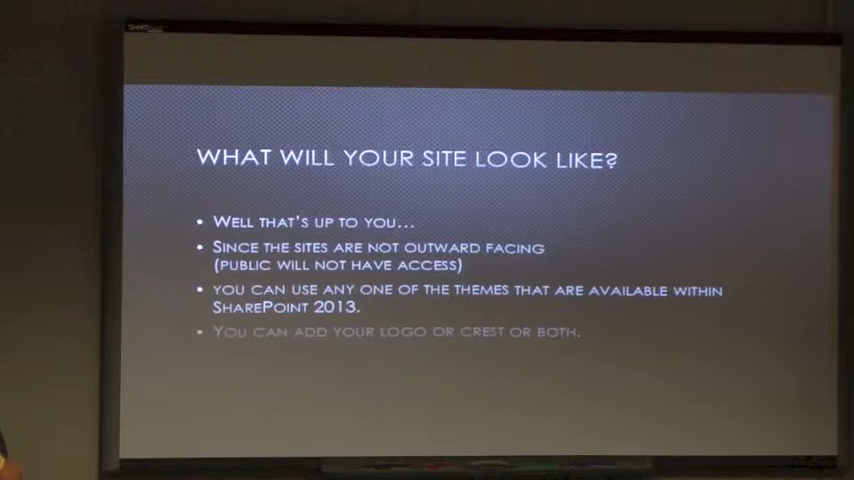 WHAT WILL YOUR SITE LOOK LIKE?
• WELL THAT'S UP TO YOU...
• SINCE THE SITES ARE NOT OUTWARD FACING
(PUBLIC WILL NOT HAVE ACCESS)
• YOU CAN USE ANY ONE OF THE THEMES THAT ARE AVAILABLE WITHIN
SHAREPOINT 2013.
• YOU CAN ADD YOUR LOGO OR CREST OR BOTH.